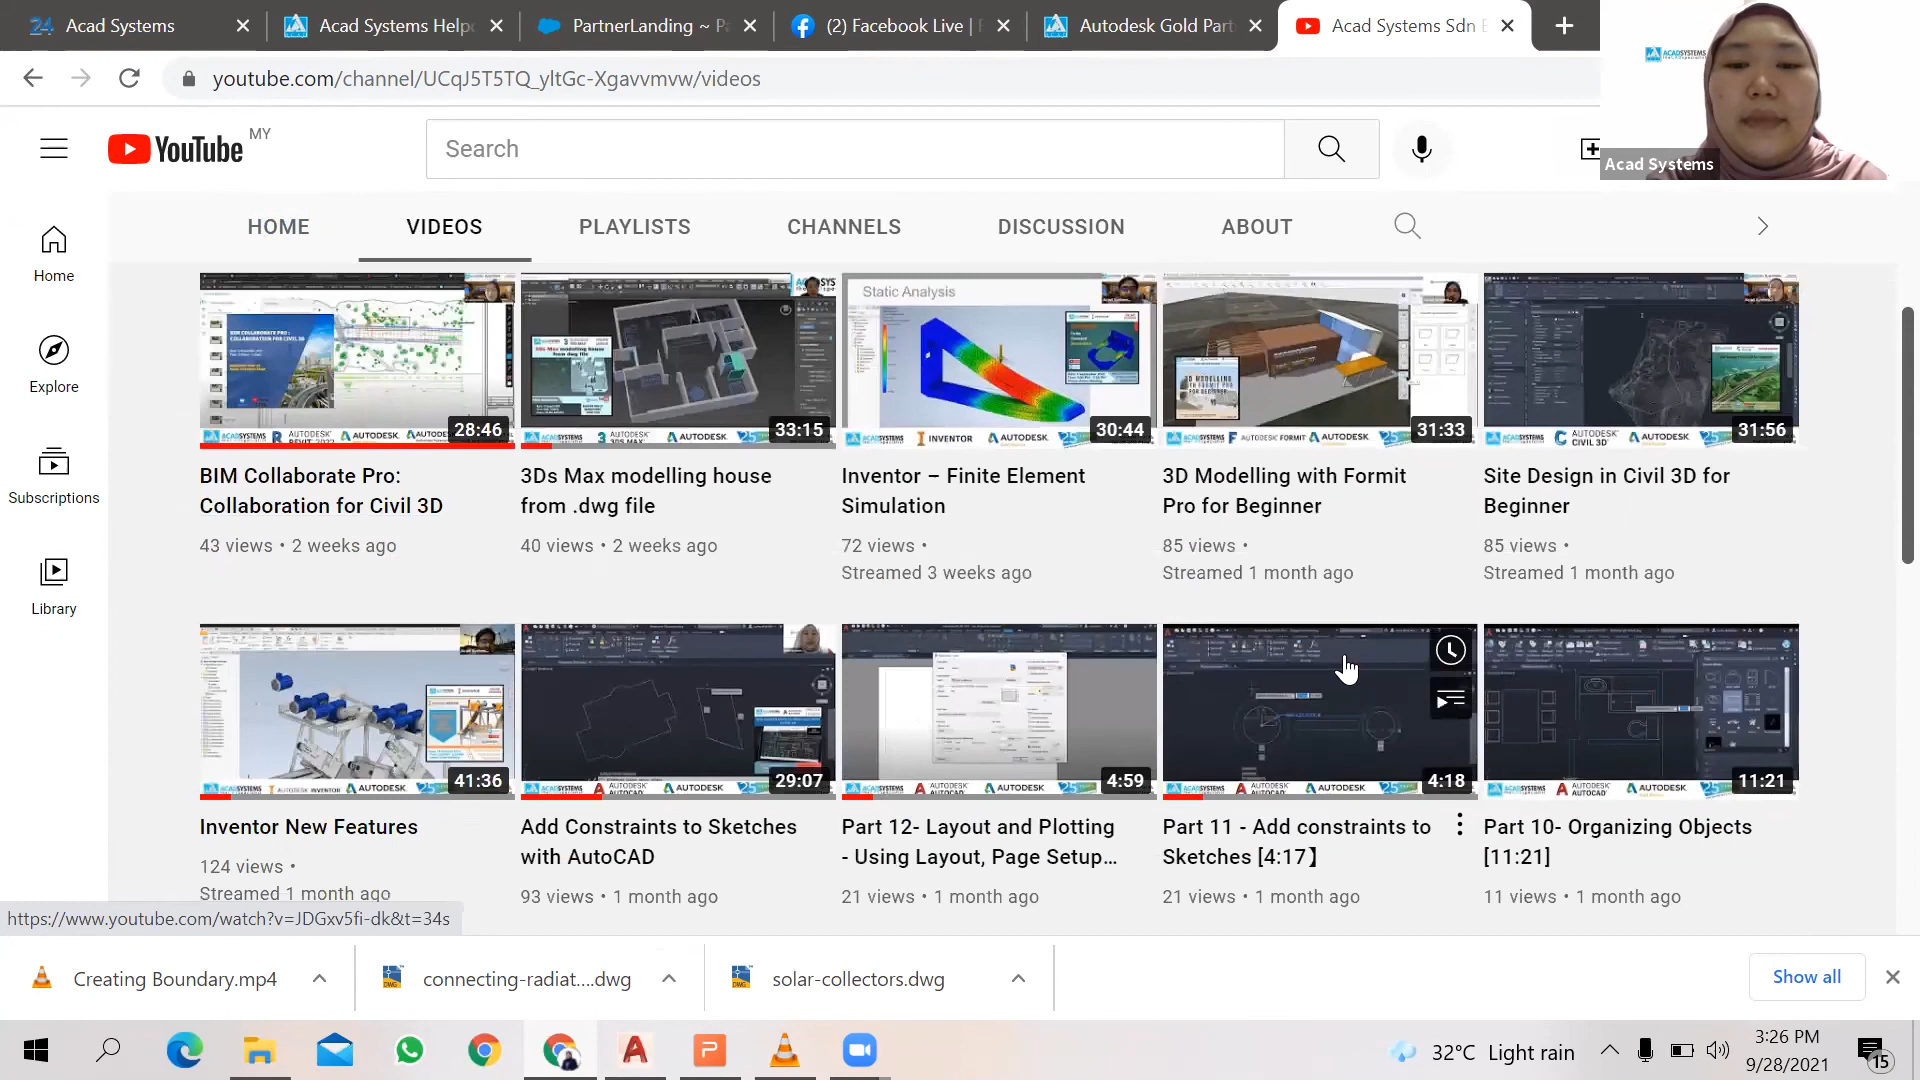 Acad Systems
Acad Systems Help
PartnerLanding ~ P
(2) Facebook Live |
Autodesk Gold Part
Acad Systems Sdn B
youtube.com/channel/UCqJ5T5TQ_yltGc-Xgavvmvw/videos
ACADSYSTEMS
Acad Systems
YouTube MY
Search
HOME
VIDEOS
PLAYLISTS
CHANNELS
DISCUSSION
ABOUT
Home
Explore
Subscriptions
Library
28:46
33:15
Static Analysis
30:44
31:33
31:56
BIM Collaborate Pro:
Collaboration for Civil 3D
43 views • 2 weeks ago
3Ds Max modelling house
from .dwg file
40 views • 2 weeks ago
Inventor – Finite Element
Simulation
72 views •
Streamed 3 weeks ago
3D Modelling with Formit
Pro for Beginner
85 views •
Streamed 1 month ago
Site Design in Civil 3D for
Beginner
85 views •
Streamed 1 month ago
41:36
29:07
4:59
4:18
11:21
Inventor New Features
124 views •
Streamed 1 month ago
Add Constraints to Sketches
with AutoCAD
93 views • 1 month ago
Part 12- Layout and Plotting
- Using Layout, Page Setup...
21 views • 1 month ago
Part 11 - Add constraints to
Sketches [4:17】
21 views • 1 month ago
Part 10- Organizing Objects
[11:21]
11 views • 1 month ago
https://www.youtube.com/watch?v=JDGxv5fi-dk&t=34s
Creating Boundary.mp4
connecting-radiat....dwg
solar-collectors.dwg
Show all
32°C Light rain
3:26 PM
9/28/2021
15